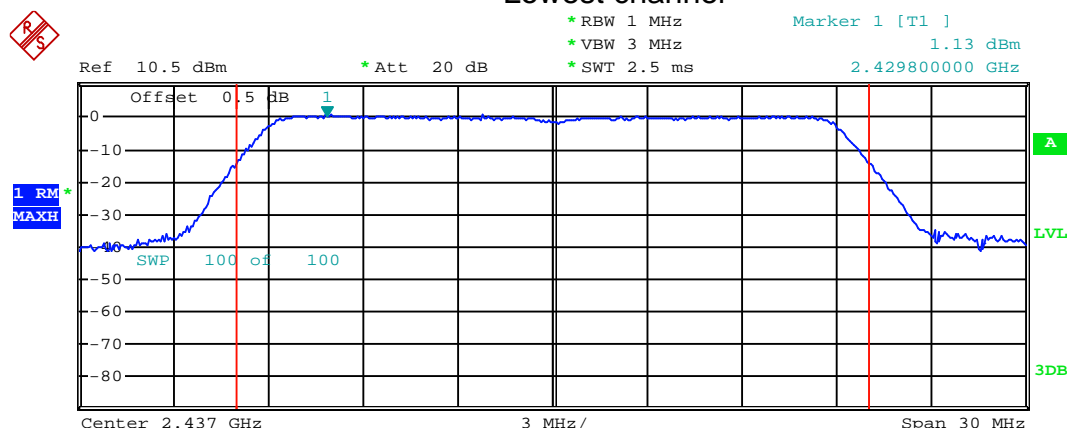 Lowest channel
R S
*RBW 1 MHz Marker 1 [T1 ]
*VBW 3 MHz 1.13 dBm
Ref 10.5 dBm *Att 20 dB *SWT 2.5 ms 2.429800000 GHz
Offset 0.5 dB 1
0
-10
A
-20
1 RM *
MAXH
-30
-40
LVL
SWP 100 of 100
-50
-60
-70
3DB
-80
Center 2.437 GHz 3 MHz/ Span 30 MHz